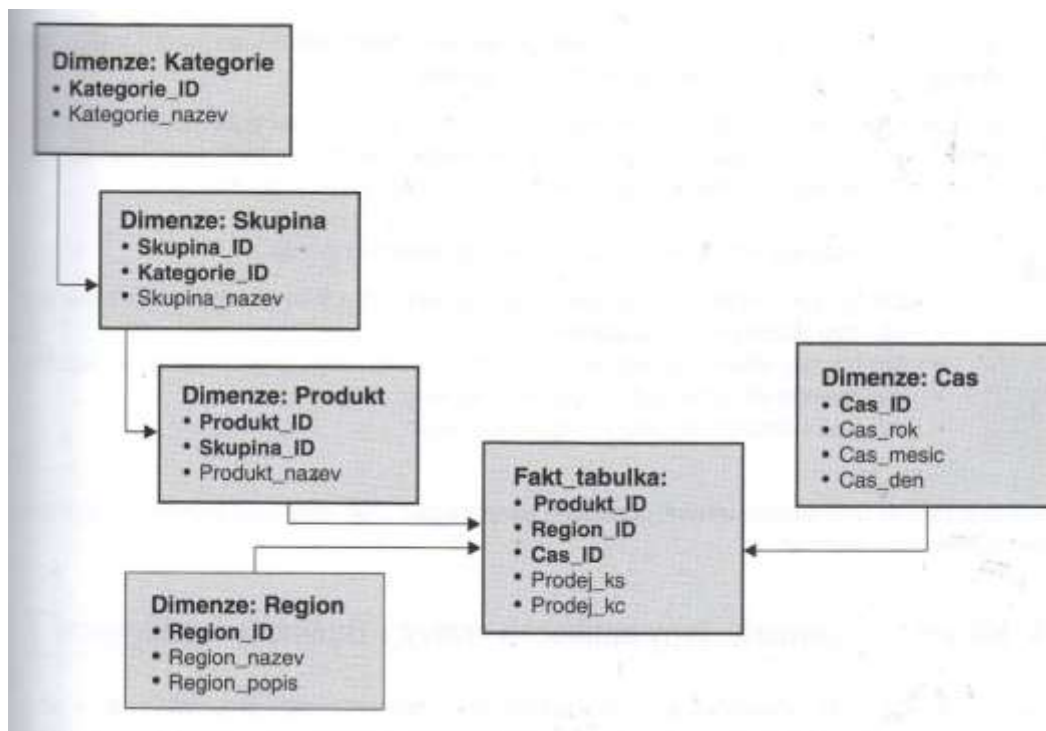 Dimenze: Kategorie
• Kategorie_ID
• Kategorie_nazev
Dimenze: Skupina
• Skupina_ID
• Kategorie_ID
• Skupina_nazev
Dimenze: Produkt
• Produkt_ID
• Skupina_ID
• Produkt_nazev
Dimenze: Cas
• Cas_ID
• Cas_rok
• Cas_mesic
• Cas_den
Fakt_tabulka:
• Produkt_ID
• Region_ID
• Cas_ID
• Prodej_ks
• Prodej_kc
Dimenze: Region
• Region_ID
• Region_nazev
• Region_popis